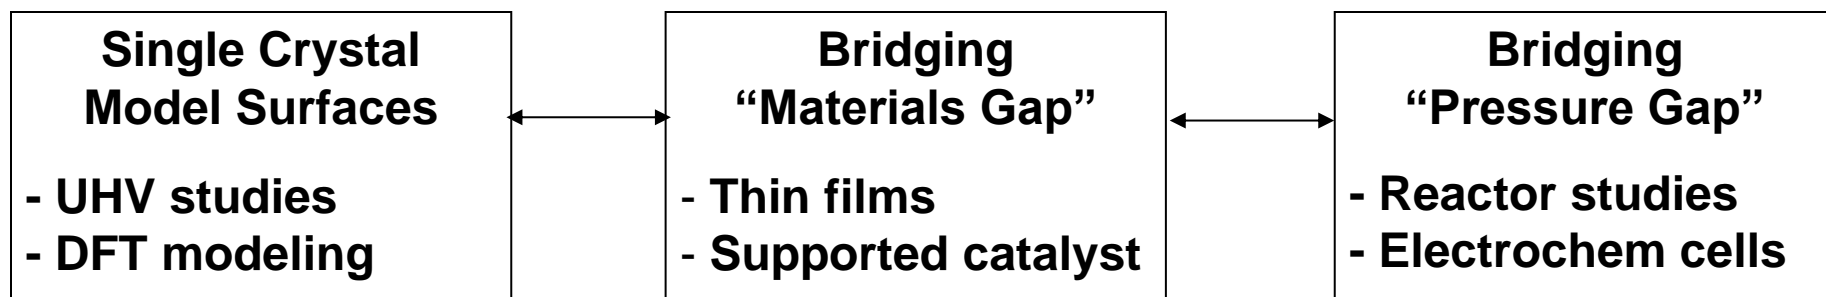 Single Crystal
Model Surfaces
- UHV studies
- DFT modeling
Bridging
“Materials Gap”
- Thin films
- Supported catalyst
Bridging
“Pressure Gap”
- Reactor studies
- Electrochem cells